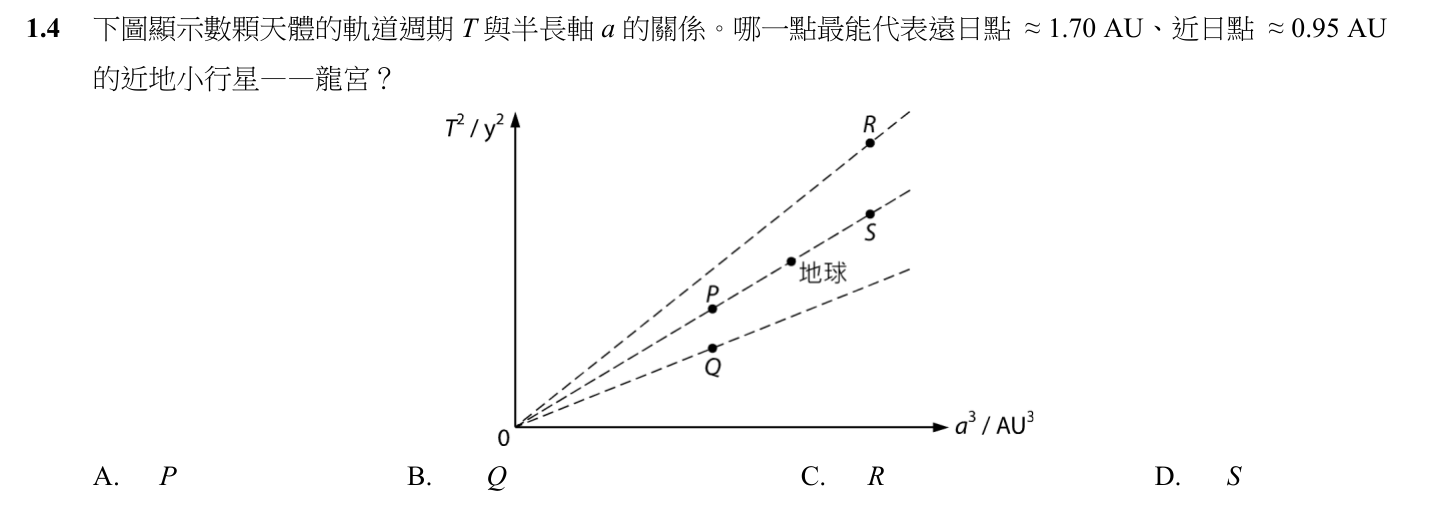 1.4 下圖顯示數顆天體的軌道週期 T 與半長軸 a 的關係。哪一點最能代表遠日點 ≈ 1.70 AU、近日點 ≈ 0.95 AU
的近地小行星——龍宮？
T² / y²
R
S
地球
P
Q
0
a³ / AU³
A. P B. Q C. R D. S